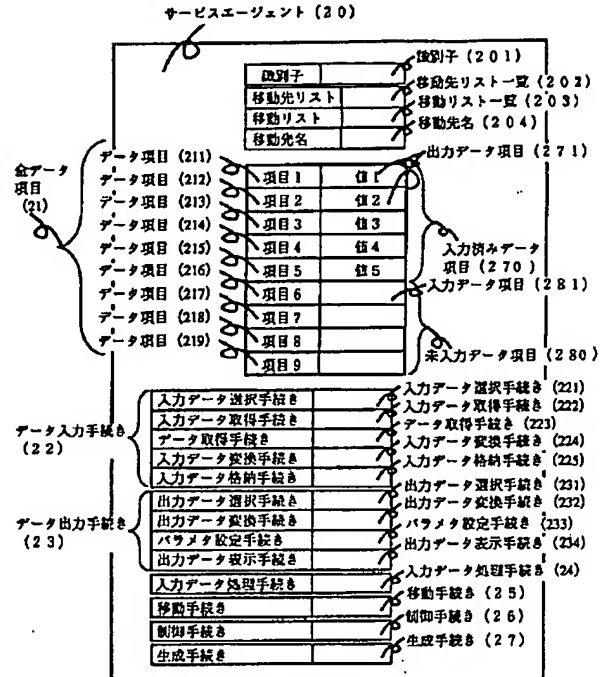 サービスエージェント (20)
識別子 識別子 (201)
移動先リスト 移動先リスト一覧 (202)
移動リスト 移動リスト一覧 (203)
移動先名 移動先名 (204)
全データ項目 (21)
データ項目 (211) 項目1 値1 出力データ項目 (271)
データ項目 (212) 項目2 値2
データ項目 (213) 項目3 値3
データ項目 (214) 項目4 値4 入力済みデータ項目 (270)
データ項目 (215) 項目5 値5
データ項目 (216) 項目6 入力データ項目 (281)
データ項目 (217) 項目7
データ項目 (218) 項目8 未入力データ項目 (280)
データ項目 (219) 項目9
データ入力手続き (22)
入力データ選択手続き 入力データ選択手続き (221)
入力データ取得手続き 入力データ取得手続き (222)
データ取得手続き データ取得手続き (223)
入力データ変換手続き 入力データ変換手続き (224)
入力データ格納手続き 入力データ格納手続き (225)
データ出力手続き (23)
出力データ選択手続き 出力データ選択手続き (231)
出力データ変換手続き 出力データ変換手続き (232)
パラメタ設定手続き パラメタ設定手続き (233)
出力データ表示手続き 出力データ表示手続き (234)
入力データ処理手続き 入力データ処理手続き (24)
移動手続き 移動手続き (25)
制御手続き 制御手続き (26)
生成手続き 生成手続き (27)